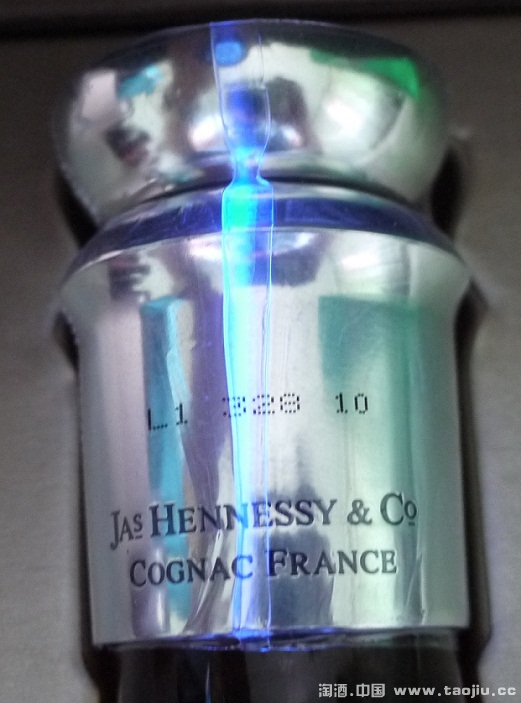 L1 328 10
JAS HENNESSY & CO
COGNAC FRANCE
淘酒.中国 www.taojiu.cc